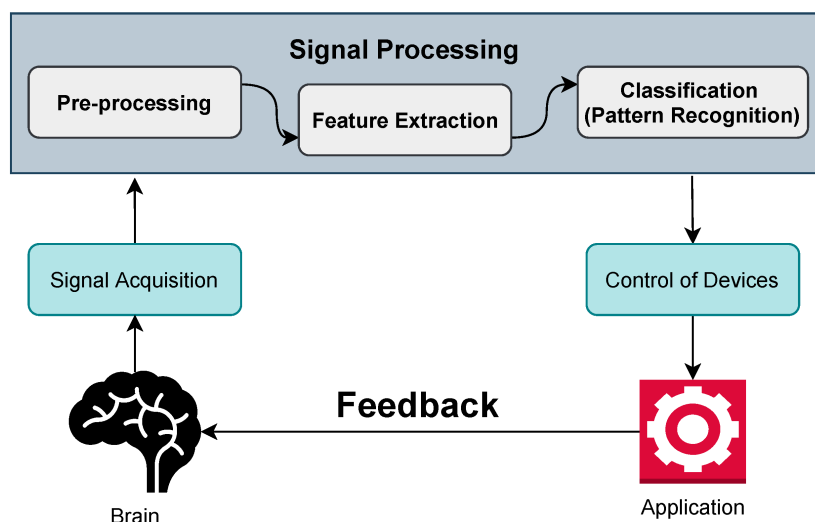 Signal Processing
Pre-processing
Feature Extraction
Classification
(Pattern Recognition)
Signal Acquisition
Control of Devices
Feedback
Brain
Application